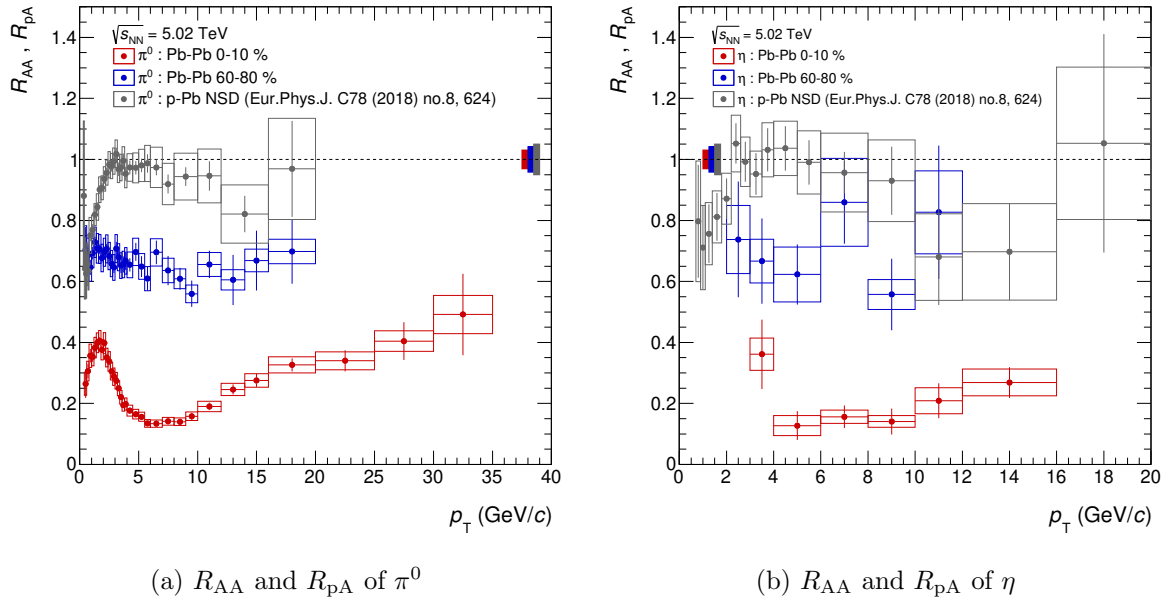 R_AA , R_pA
√s_NN = 5.02 TeV
π⁰ : Pb-Pb 0-10 %
π⁰ : Pb-Pb 60-80 %
π⁰ : p-Pb NSD (Eur.Phys.J. C78 (2018) no.8, 624)
1.4
1.2
1
0.8
0.6
0.4
0.2
0
0 5 10 15 20 25 30 35 40
p_T (GeV/c)
(a) R_AA and R_pA of π⁰
R_AA , R_pA
√s_NN = 5.02 TeV
η : Pb-Pb 0-10 %
η : Pb-Pb 60-80 %
η : p-Pb NSD (Eur.Phys.J. C78 (2018) no.8, 624)
1.4
1.2
1
0.8
0.6
0.4
0.2
0
0 2 4 6 8 10 12 14 16 18 20
p_T (GeV/c)
(b) R_AA and R_pA of η